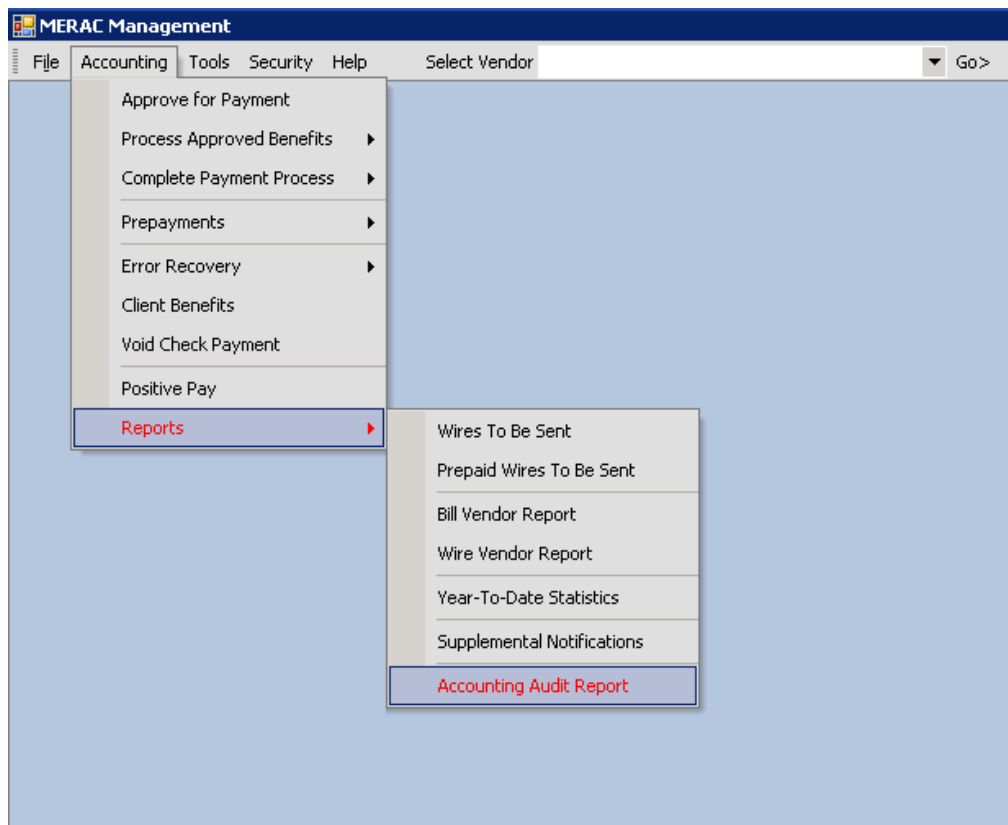 MERAC Management
File Accounting Tools Security Help Select Vendor Go>
Approve for Payment
Process Approved Benefits
Complete Payment Process
Prepayments
Error Recovery
Client Benefits
Void Check Payment
Positive Pay
Reports
Wires To Be Sent
Prepaid Wires To Be Sent
Bill Vendor Report
Wire Vendor Report
Year-To-Date Statistics
Supplemental Notifications
Accounting Audit Report